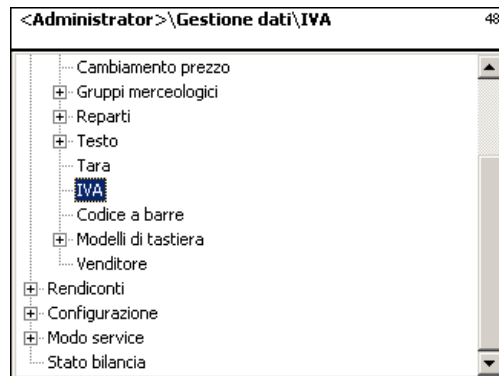 <Administrator>\Gestione dati\IVA 48
Cambiamento prezzo
Gruppi merceologici
Reparti
Testo
Tara
IVA
Codice a barre
Modelli di tastiera
Venditore
Rendiconti
Configurazione
Modo service
Stato bilancia